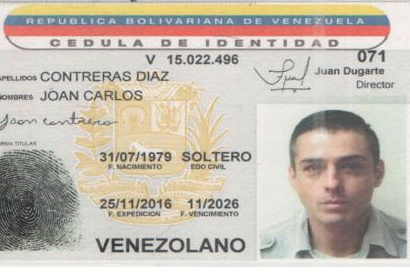 REPUBLICA BOLIVARIANA DE VENEZUELA
CEDULA DE IDENTIDAD
V 15.022.496
071
Juan Dugarte
Director
APELLIDOS CONTRERAS DIAZ
NOMBRES JOAN CARLOS
Joan contrera
FIRMA TITULAR
31/07/1979 SOLTERO
F. NACIMIENTO EDO CIVIL
25/11/2016 11/2026
F. EXPEDICION F. VENCIMIENTO
VENEZOLANO